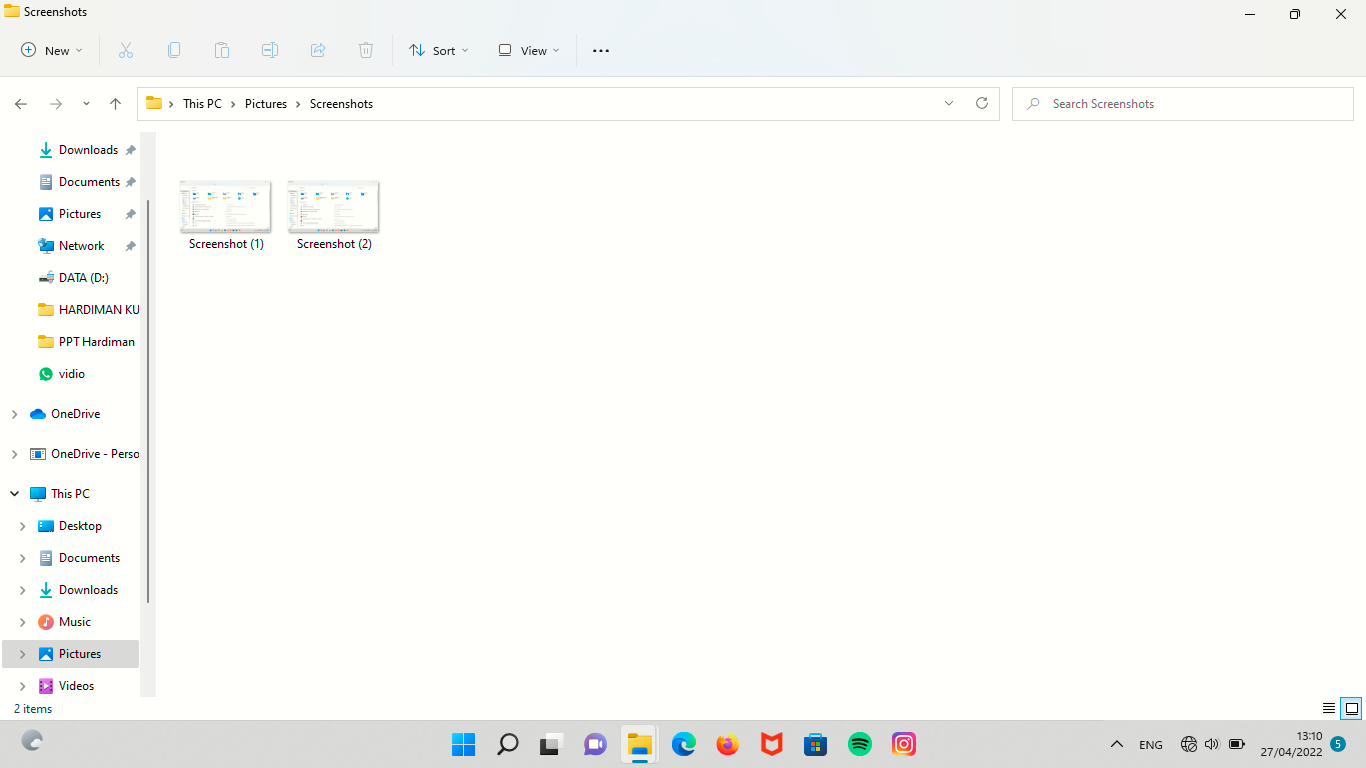 Screenshots
New
Sort
View
This PC
Pictures
Screenshots
Search Screenshots
Downloads
Documents
Pictures
Network
DATA (D:)
HARDIMAN KU
PPT Hardiman
vidio
OneDrive
OneDrive - Perso
This PC
Desktop
Documents
Downloads
Music
Pictures
Videos
Screenshot (1)
Screenshot (2)
2 items
ENG
13:10
27/04/2022
5